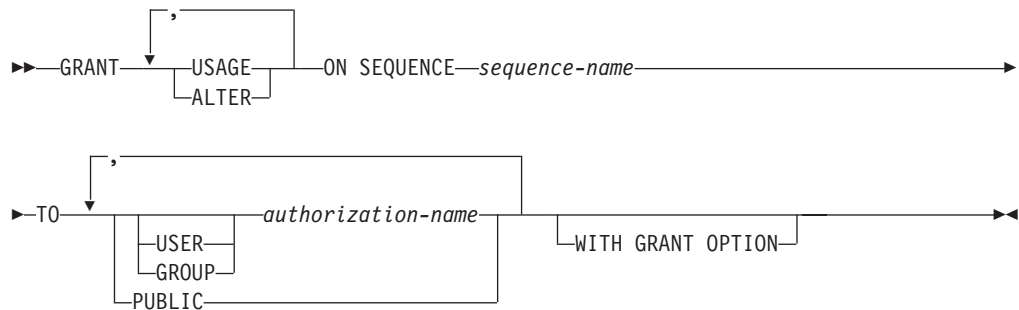 ,
GRANT USAGE ON SEQUENCE sequence-name
ALTER
,
TO authorization-name
USER WITH GRANT OPTION
GROUP
PUBLIC